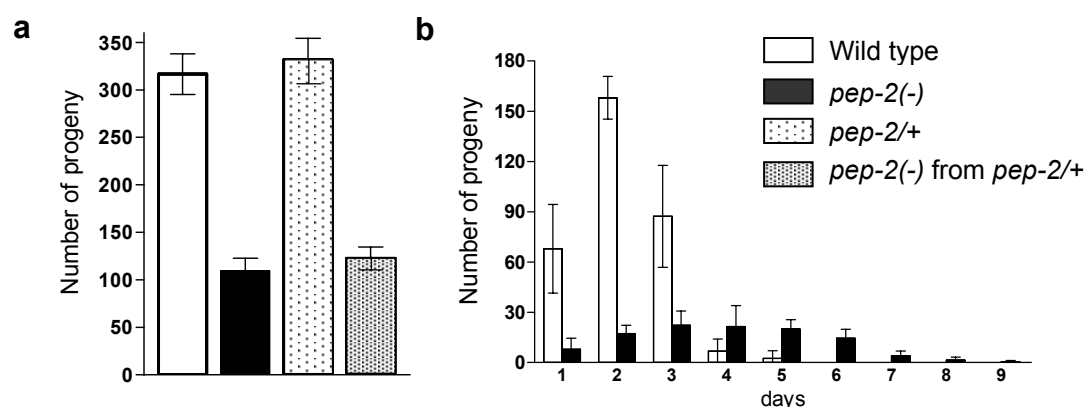 a
Number of progeny
350
300
250
200
150
100
50
0
b
Number of progeny
180
150
120
90
60
30
0
1 2 3 4 5 6 7 8 9
days
Wild type
pep-2(-)
pep-2/+
pep-2(-) from pep-2/+